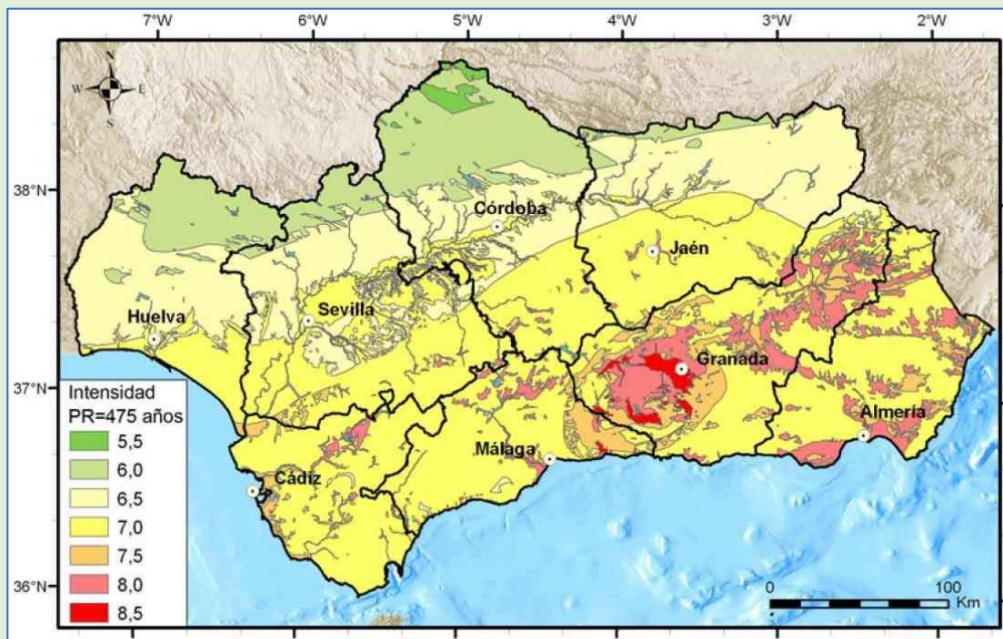 7°W 6°W 5°W 4°W 3°W 2°W
N
W E
S
38°N
Córdoba
Jaén
Huelva
Sevilla
Granada
37°N
Intensidad
PR=475 años
Almería
Málaga
5,5
6,0
Cádiz
6,5
7,0
7,5
36°N
8,0
0 100
Km
8,5